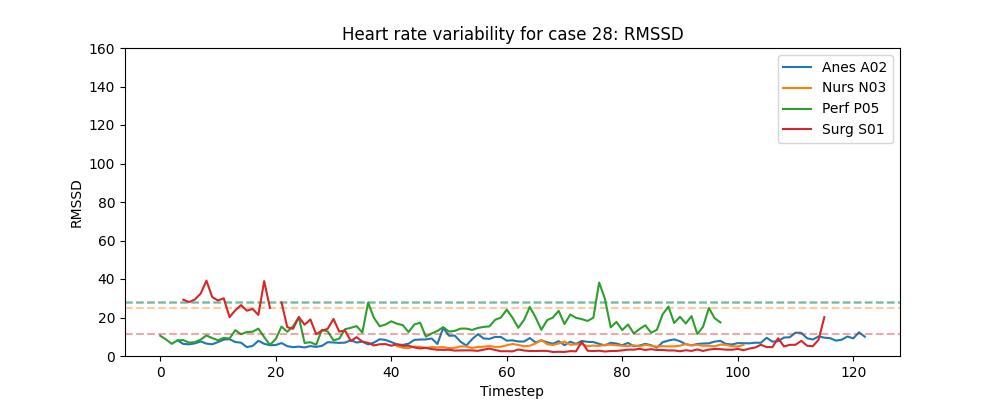 Heart rate variability for case 28: RMSSD
160
140
120
100
80
60
40
20
0
RMSSD
Anes A02
Nurs N03
Perf P05
Surg S01
0 20 40 60 80 100 120
Timestep